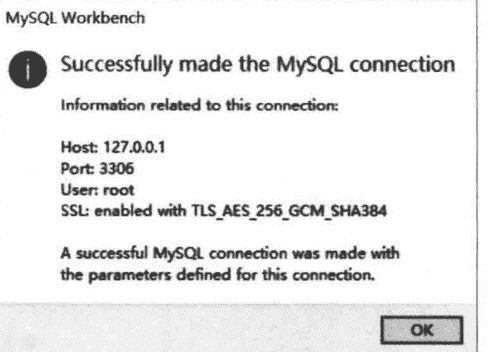 MySQL Workbench
Successfully made the MySQL connection
Information related to this connection:
Host: 127.0.0.1
Port: 3306
User: root
SSL: enabled with TLS_AES_256_GCM_SHA384
A successful MySQL connection was made with
the parameters defined for this connection.
OK